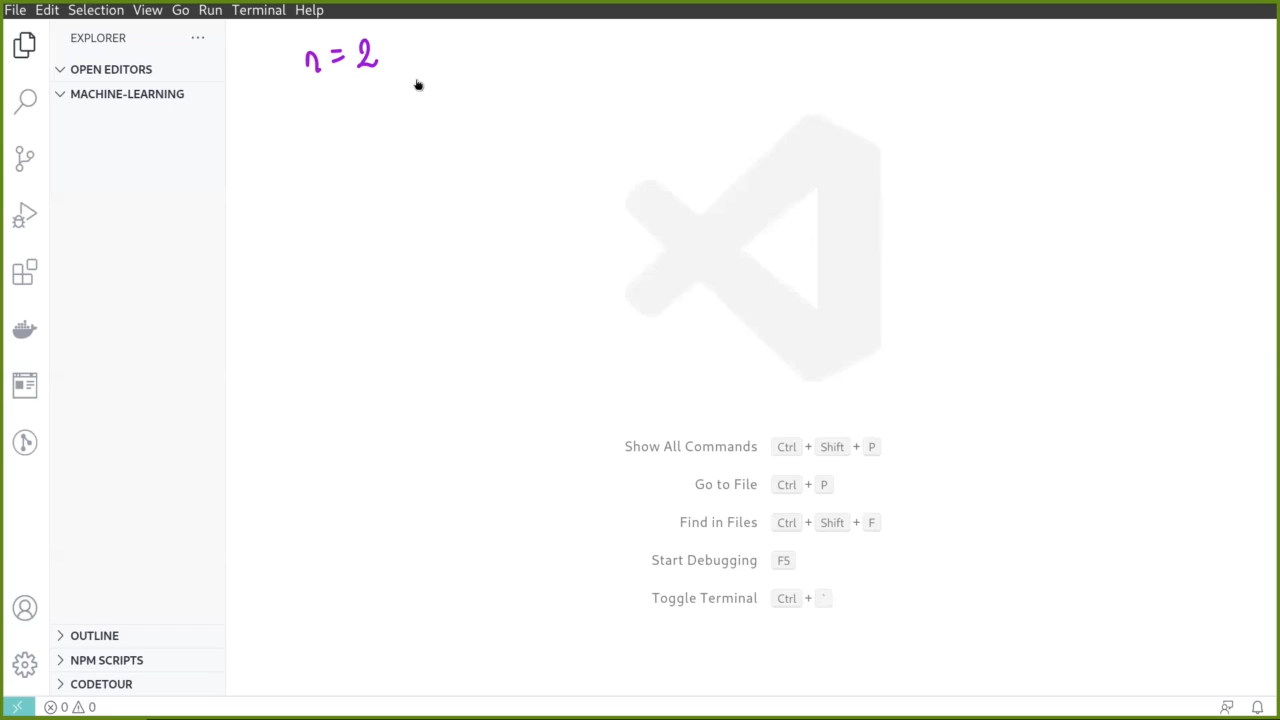 File Edit Selection View Go Run Terminal Help
EXPLORER ···
n = 2
OPEN EDITORS
MACHINE-LEARNING
Show All Commands Ctrl + Shift + P
Go to File Ctrl + P
Find in Files Ctrl + Shift + F
Start Debugging F5
Toggle Terminal Ctrl + `
OUTLINE
NPM SCRIPTS
CODETOUR
0 0